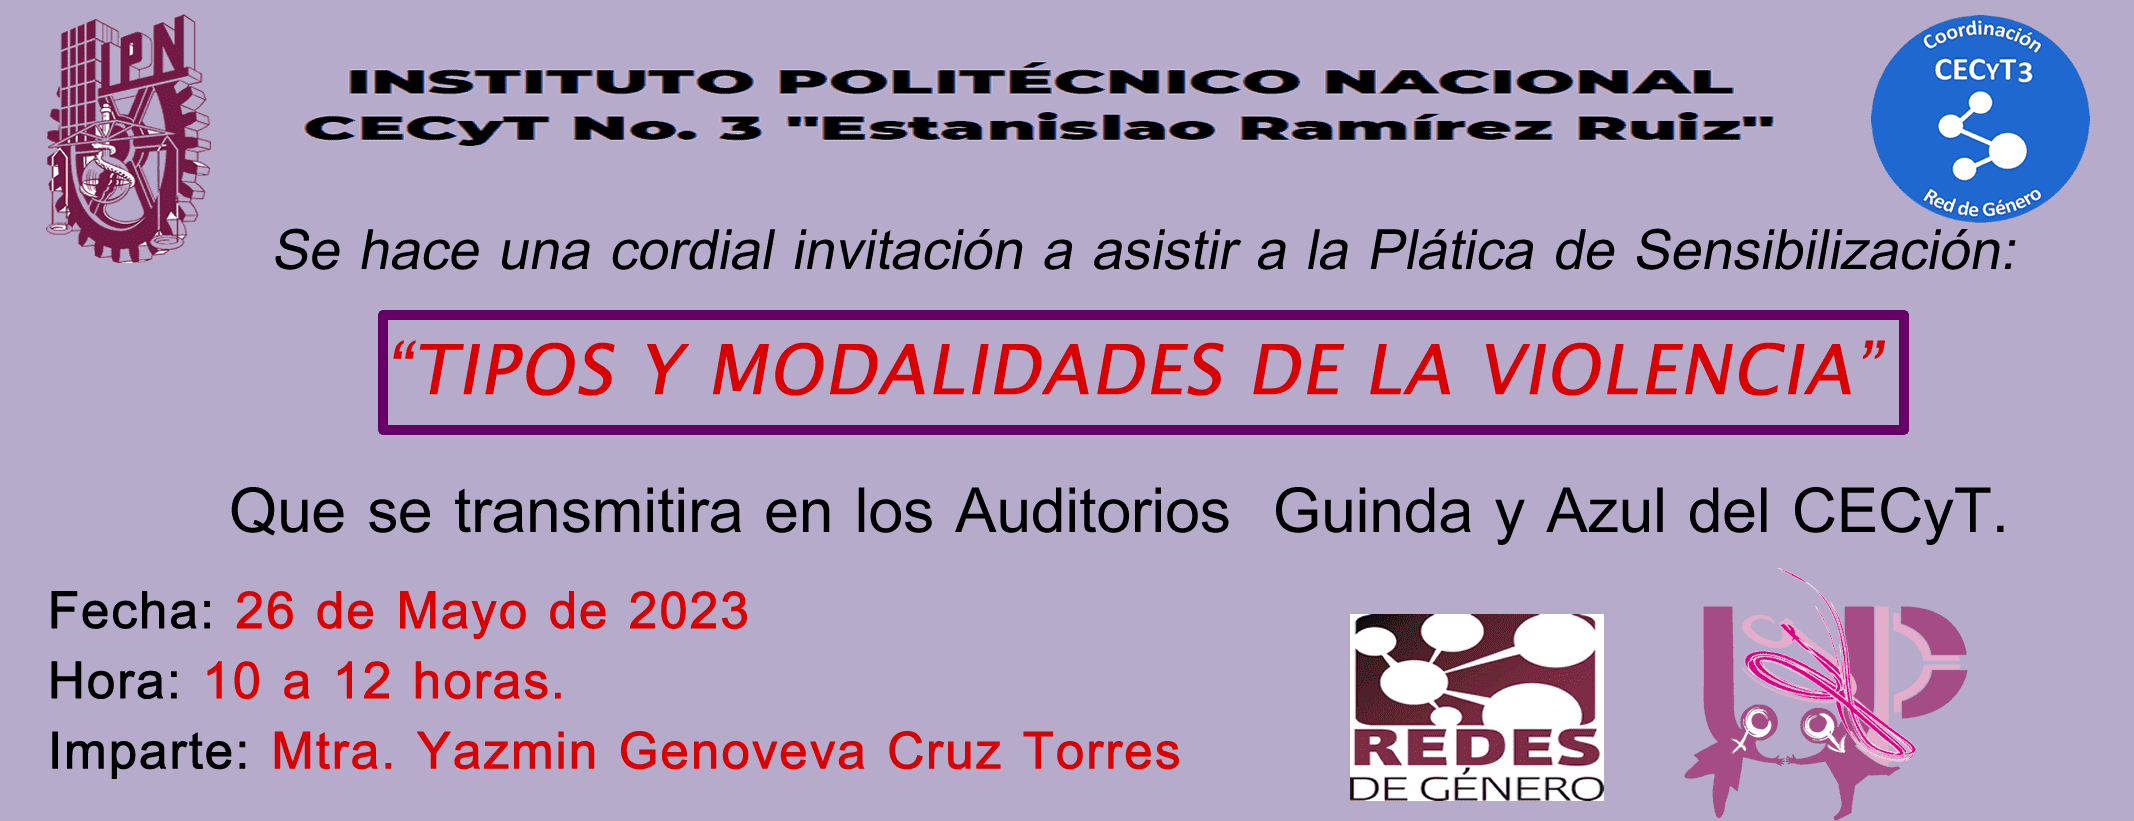 IPN
INSTITUTO POLITÉCNICO NACIONAL
CECyT No. 3 "Estanislao Ramírez Ruiz"
Coordinación
CECYT3
Red de Género
Se hace una cordial invitación a asistir a la Plática de Sensibilización:
“TIPOS Y MODALIDADES DE LA VIOLENCIA”
Que se transmitira en los Auditorios Guinda y Azul del CECyT.
Fecha: 26 de Mayo de 2023
Hora: 10 a 12 horas.
Imparte: Mtra. Yazmin Genoveva Cruz Torres
REDES
DE GÉNERO